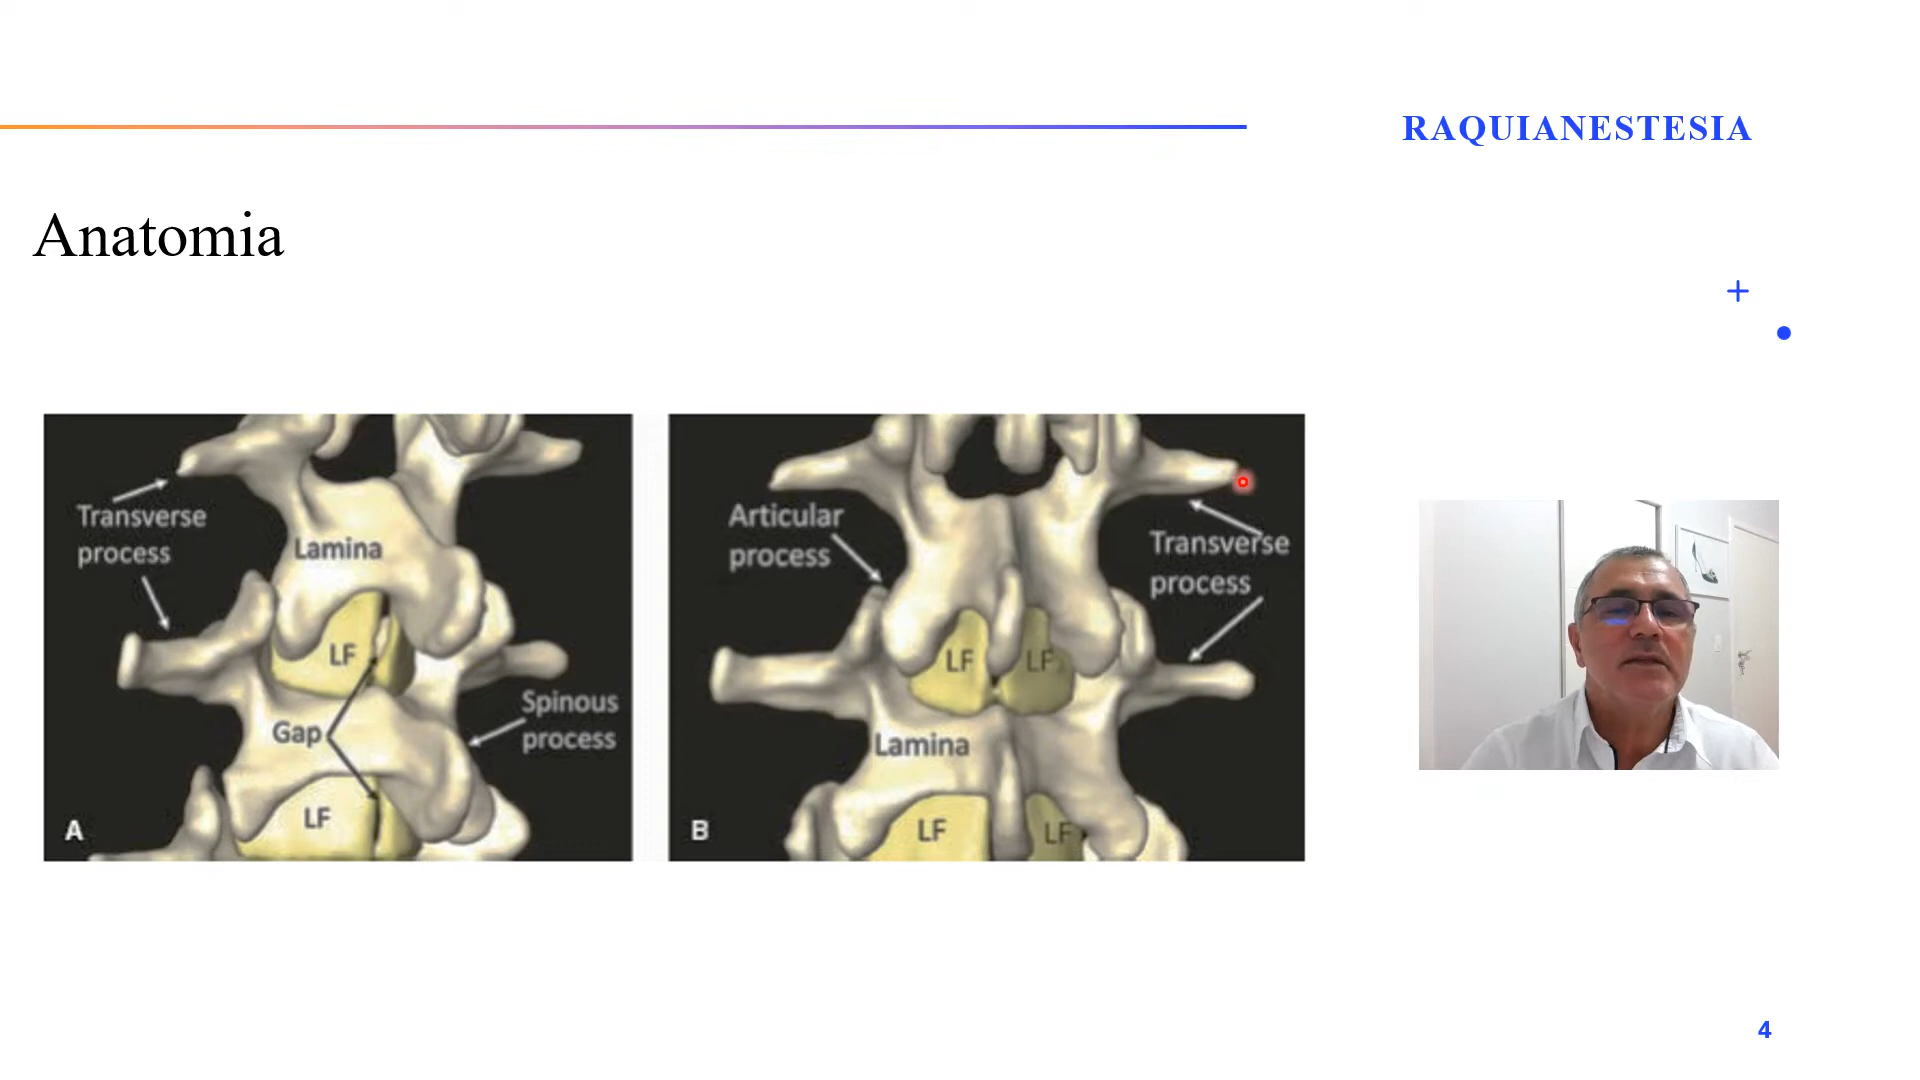 RAQUIANESTESIA
Anatomia
Transverse
process
Lamina
LF
Gap
Spinous
process
LF
A
Articular
process
Transverse
process
LF
LF
Lamina
LF
LF
B
4